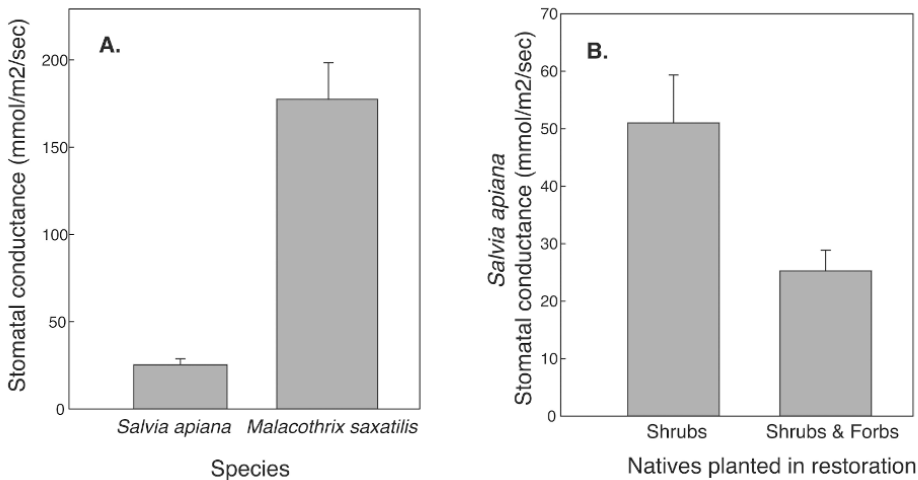 A.
Stomatal conductance (mmol/m2/sec)
200
150
100
50
0
Salvia apiana
Malacothrix saxatilis
Species
B.
Salvia apiana
Stomatal conductance (mmol/m2/sec)
70
60
50
40
30
20
10
0
Shrubs
Shrubs & Forbs
Natives planted in restoration